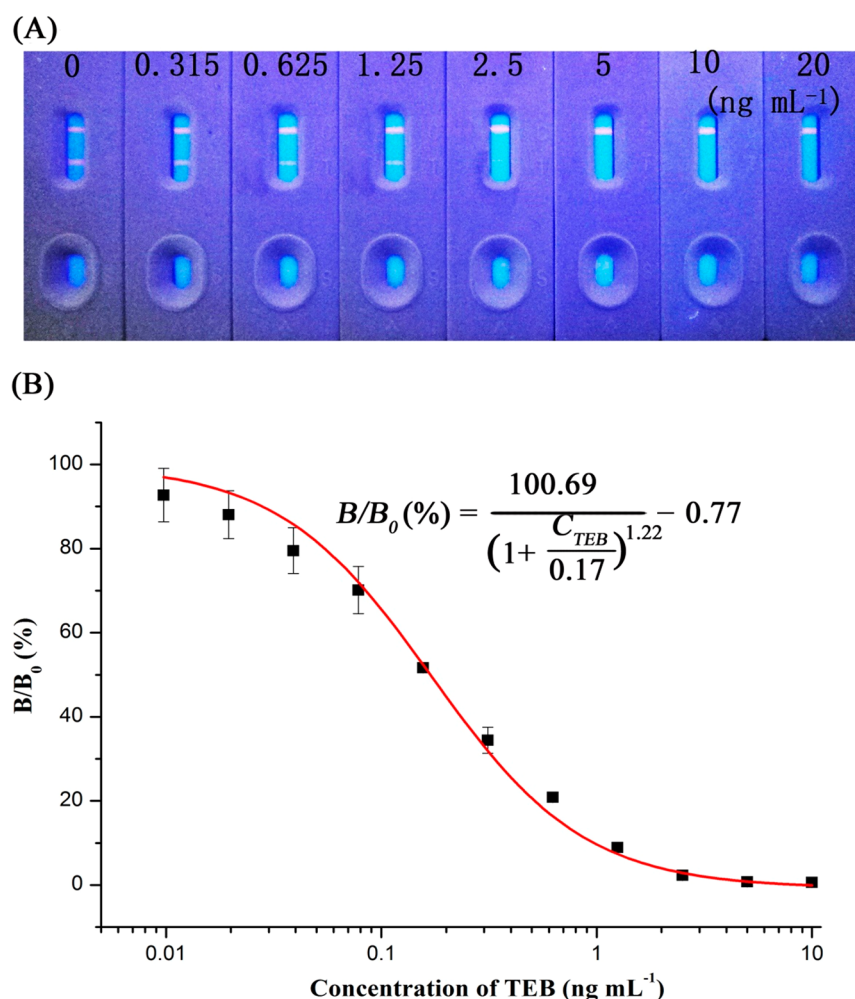 (A)
0 0.315 0.625 1.25 2.5 5 10 20
(ng mL⁻¹)
T
S
(B)
B/B₀(%) = 100.69 / (1+ C_TEB / 0.17)^1.22 − 0.77
100
80
60
40
20
0
B/B₀ (%)
0.01 0.1 1 10
Concentration of TEB (ng mL⁻¹)